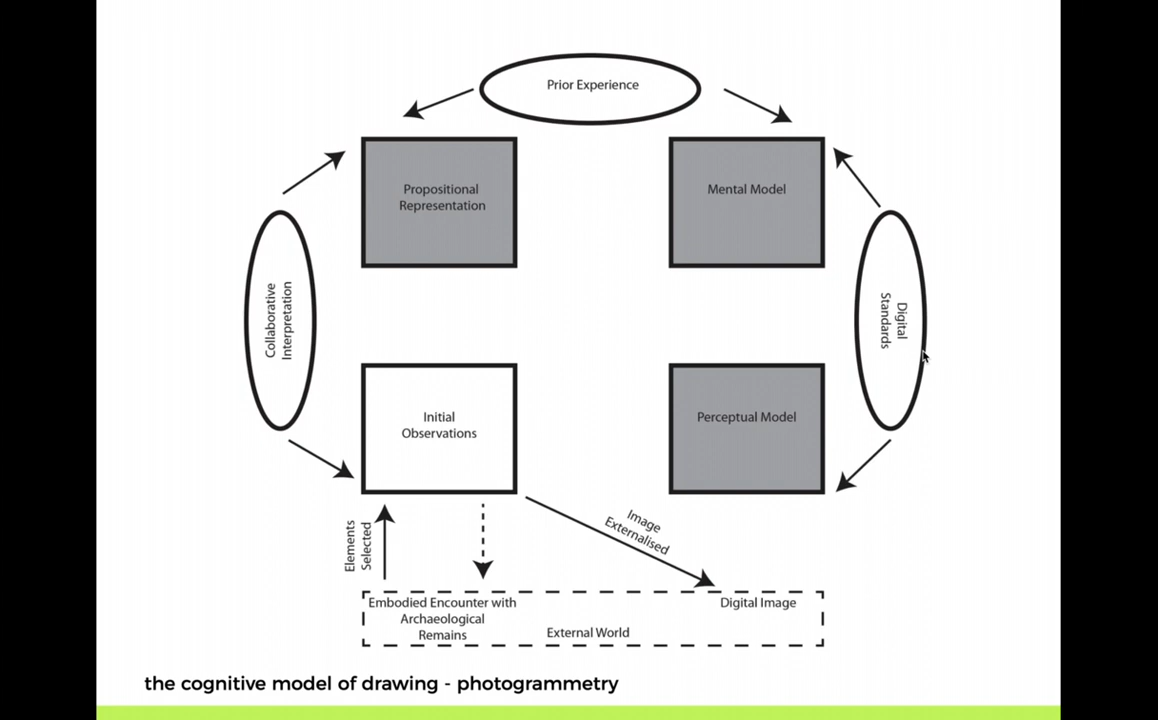 Prior Experience
Propositional
Representation
Mental Model
Collaborative
Interpretation
Digital
Standards
Initial
Observations
Perceptual Model
Elements
Selected
Image
Externalised
Embodied Encounter with
Archaeological
Remains
External World
Digital Image
the cognitive model of drawing - photogrammetry